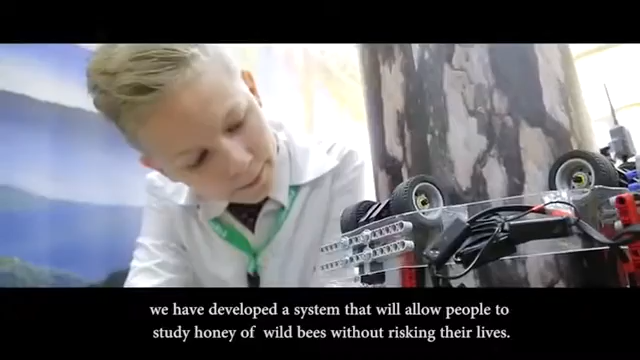 we have developed a system that will allow people to
study honey of wild bees without risking their lives.